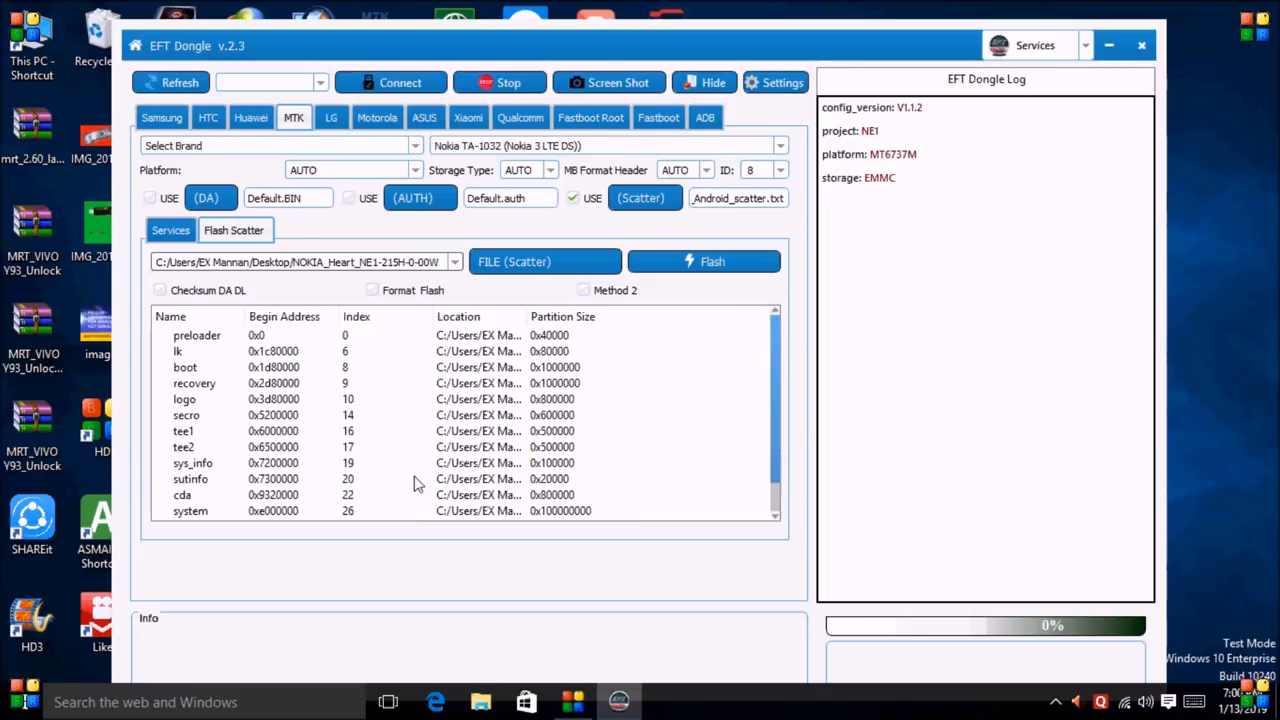 This PC -
Shortcut
Recycle
mrt_2.60_la...
IMG_201
MRT_VIVO
Y93_Unlock
IMG_201
MRT_VIVO
Y93_Unloc...
imag
MRT_VIVO
Y93_Unlock
HD
SHAREit
ASMA
Shortc
HD3
Like
EFT Dongle v.2.3
Services
Refresh
Connect
Stop
Screen Shot
Hide
Settings
Samsung
HTC
Huawei
MTK
LG
Motorola
ASUS
Xiaomi
Qualcomm
Fastboot Root
Fastboot
ADB
Select Brand
Nokia TA-1032 (Nokia 3 LTE DS))
Platform:
AUTO
Storage Type:
AUTO
MB Format Header
AUTO
ID:
8
USE
(DA)
Default.BIN
USE
(AUTH)
Default.auth
USE
(Scatter)
_Android_scatter.txt
Services
Flash Scatter
C:/Users/EX Mannan/Desktop/NOKIA_Heart_NE1-215H-0-00W
FILE (Scatter)
Flash
Checksum DA DL
Format Flash
Method 2
Name Begin Address Index Location Partition Size
preloader 0x0 0 C:/Users/EX Ma... 0x40000
lk 0x1c80000 6 C:/Users/EX Ma... 0x80000
boot 0x1d80000 8 C:/Users/EX Ma... 0x1000000
recovery 0x2d80000 9 C:/Users/EX Ma... 0x1000000
logo 0x3d80000 10 C:/Users/EX Ma... 0x800000
secro 0x5200000 14 C:/Users/EX Ma... 0x600000
tee1 0x6000000 16 C:/Users/EX Ma... 0x500000
tee2 0x6500000 17 C:/Users/EX Ma... 0x500000
sys_info 0x7200000 19 C:/Users/EX Ma... 0x100000
sutinfo 0x7300000 20 C:/Users/EX Ma... 0x20000
cda 0x9320000 22 C:/Users/EX Ma... 0x800000
system 0xe000000 26 C:/Users/EX Ma... 0x100000000
Info
EFT Dongle Log
config_version: V1.1.2
project: NE1
platform: MT6737M
storage: EMMC
0%
Test Mode
Windows 10 Enterprise
Build 10240
Search the web and Windows
1/13/2019